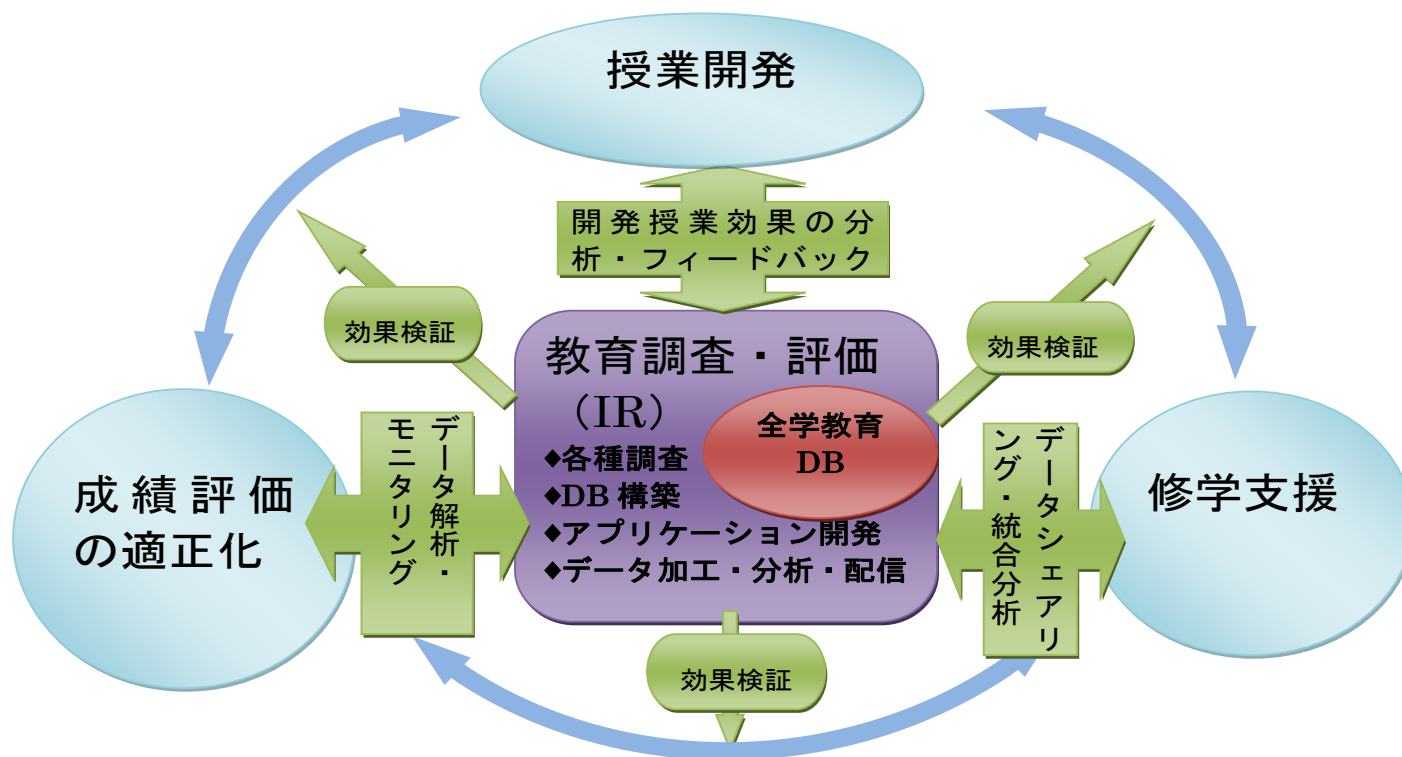 授業開発
開発授業効果の分
析・フィードバック
効果検証
効果検証
教育調査・評価
（IR）
全学教育
DB
◆各種調査
◆DB 構築
◆アプリケーション開発
◆データ加工・分析・配信
データ解析・
モニタリング
成績評価
の適正化
データシェアリ
ング・統合分析
修学支援
効果検証